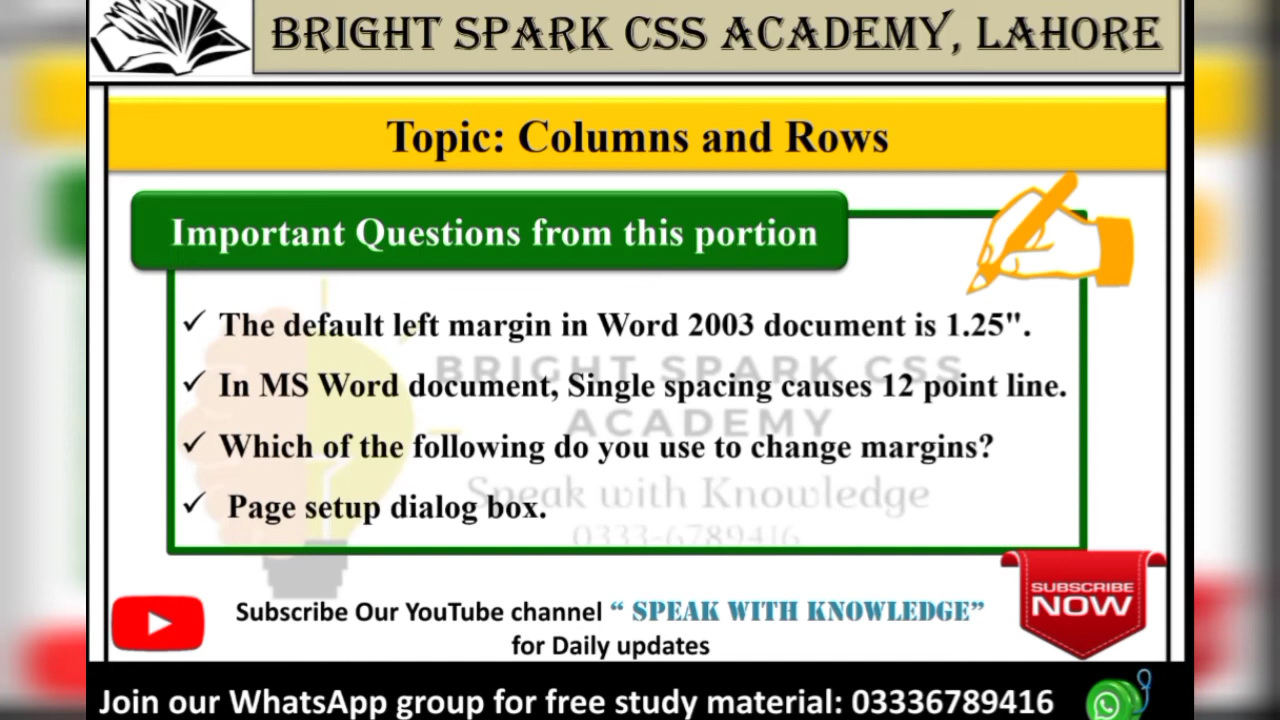 BRIGHT SPARK CSS ACADEMY, LAHORE
Topic: Columns and Rows
Important Questions from this portion
✓ The default left margin in Word 2003 document is 1.25".
✓ In MS Word document, Single spacing causes 12 point line.
✓ Which of the following do you use to change margins?
✓ Page setup dialog box.
BRIGHT SPARK CSS
ACADEMY
Speak with Knowledge
0333-6789416
Subscribe Our YouTube channel “ SPEAK WITH KNOWLEDGE”
for Daily updates
SUBSCRIBE
NOW
Join our WhatsApp group for free study material: 03336789416